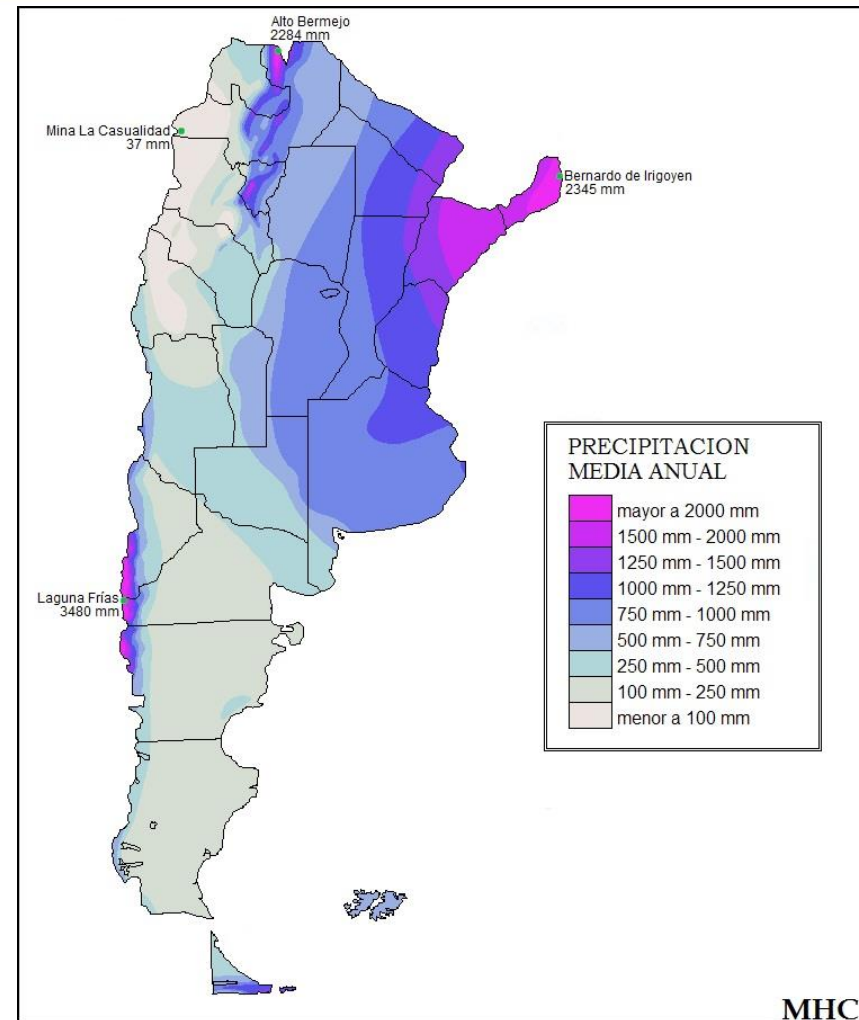 Alto Bermejo
2284 mm
Mina La Casualidad
37 mm
Bernardo de Irigoyen
2345 mm
Laguna Frías
3480 mm
PRECIPITACION
MEDIA ANUAL
mayor a 2000 mm
1500 mm - 2000 mm
1250 mm - 1500 mm
1000 mm - 1250 mm
750 mm - 1000 mm
500 mm - 750 mm
250 mm - 500 mm
100 mm - 250 mm
menor a 100 mm
MHC